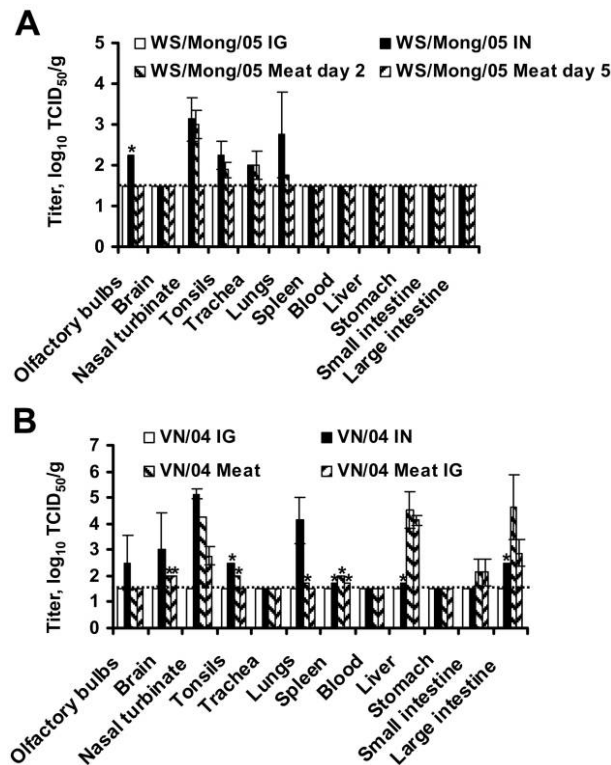 A
WS/Mong/05 IG WS/Mong/05 IN
WS/Mong/05 Meat day 2 WS/Mong/05 Meat day 5
Titer, log10 TCID50/g
5
4
3
2
1
0
*
Olfactory bulbs
Brain
Nasal turbinate
Tonsils
Trachea
Lungs
Spleen
Blood
Liver
Stomach
Small intestine
Large intestine
B
VN/04 IG VN/04 IN
VN/04 Meat VN/04 Meat IG
Titer, log10 TCID50/g
7
6
5
4
3
2
1
0
** * * * * * * * *
Olfactory bulbs
Brain
Nasal turbinate
Tonsils
Trachea
Lungs
Spleen
Blood
Liver
Stomach
Small intestine
Large intestine